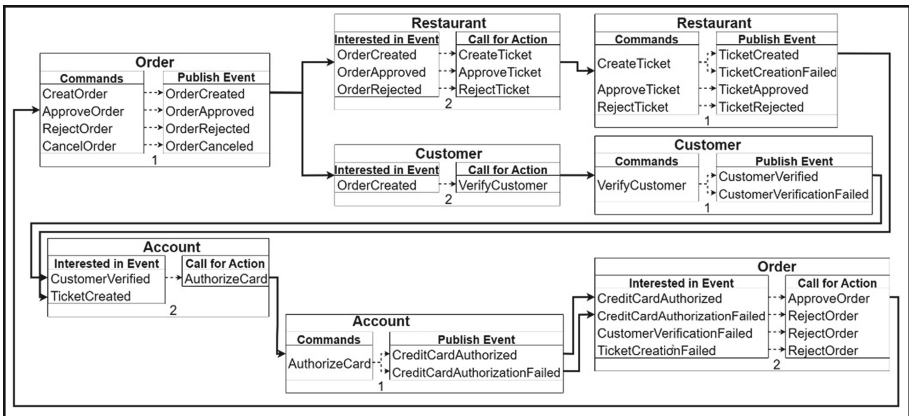 Order
Commands Publish Event
CreatOrder OrderCreated
ApproveOrder OrderApproved
RejectOrder OrderRejected
CancelOrder OrderCanceled
1
Restaurant
Interested in Event Call for Action
OrderCreated CreateTicket
OrderApproved ApproveTicket
OrderRejected RejectTicket
2
Restaurant
Commands Publish Event
CreateTicket TicketCreated
TicketCreationFailed
ApproveTicket TicketApproved
RejectTicket TicketRejected
1
Customer
Interested in Event Call for Action
OrderCreated VerifyCustomer
2
Customer
Commands Publish Event
VerifyCustomer CustomerVerified
CustomerVerificationFailed
1
Account
Interested in Event Call for Action
CustomerVerified AuthorizeCard
TicketCreated
2
Account
Commands Publish Event
AuthorizeCard CreditCardAuthorized
CreditCardAuthorizationFailed
1
Order
Interested in Event Call for Action
CreditCardAuthorized ApproveOrder
CreditCardAuthorizationFailed RejectOrder
CustomerVerificationFailed RejectOrder
TicketCreationFailed RejectOrder
2